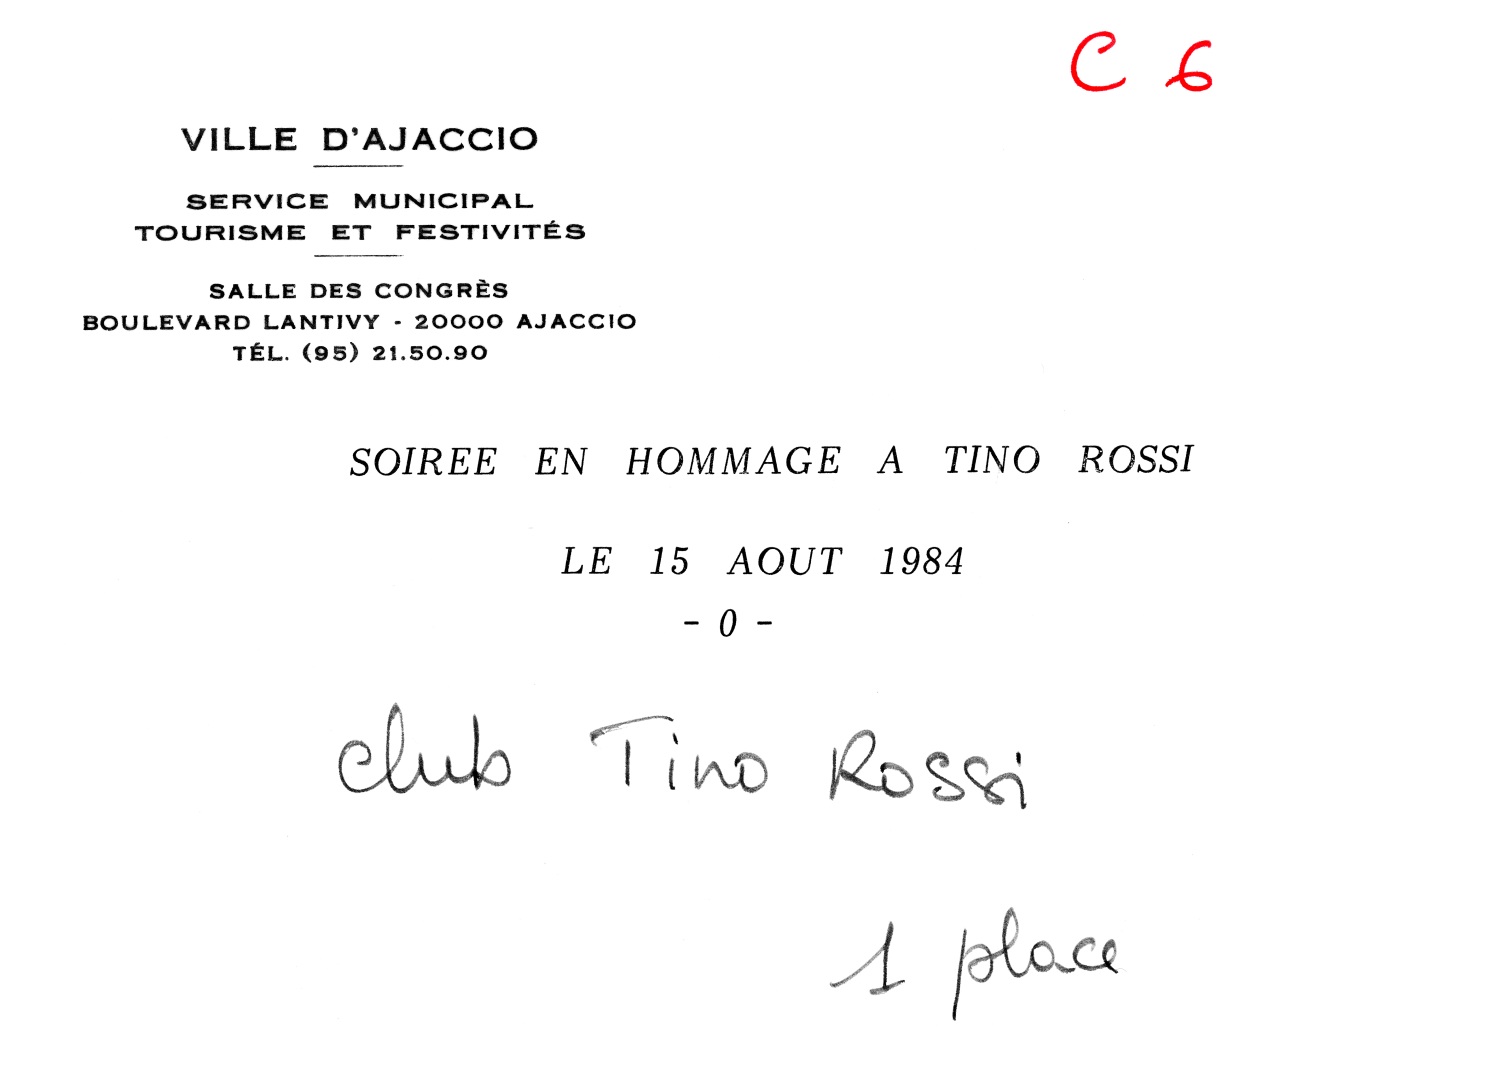 C 6
VILLE D'AJACCIO
SERVICE MUNICIPAL
TOURISME ET FESTIVITÉS
SALLE DES CONGRÈS
BOULEVARD LANTIVY - 20000 AJACCIO
TÉL. (95) 21.50.90
SOIREE EN HOMMAGE A TINO ROSSI
LE 15 AOUT 1984
- 0 -
club Tino Rossi
1 place